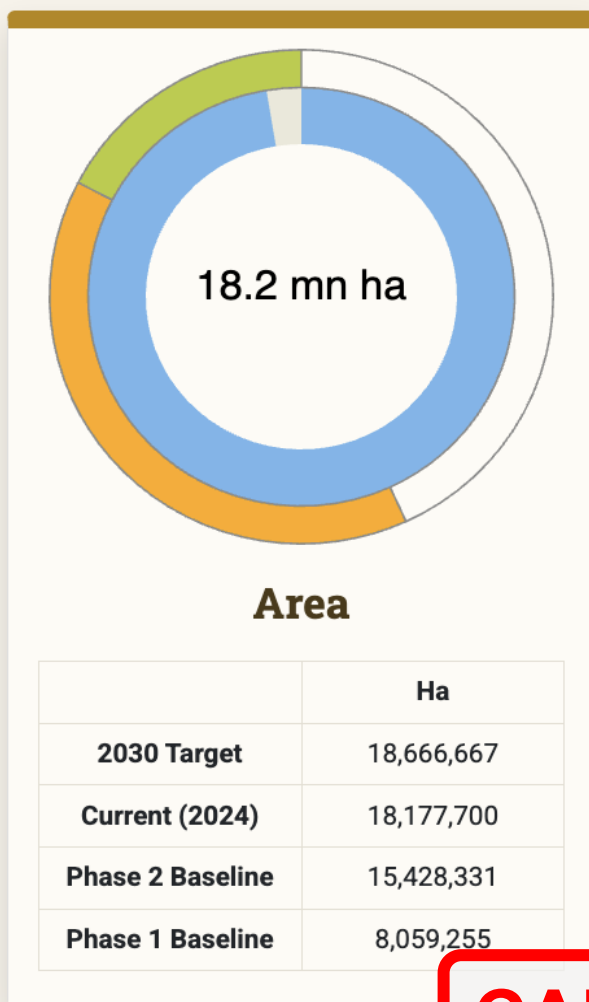 18.2 mn ha
Area
Ha
2030 Target 18,666,667
Current (2024) 18,177,700
Phase 2 Baseline 15,428,331
Phase 1 Baseline 8,059,255